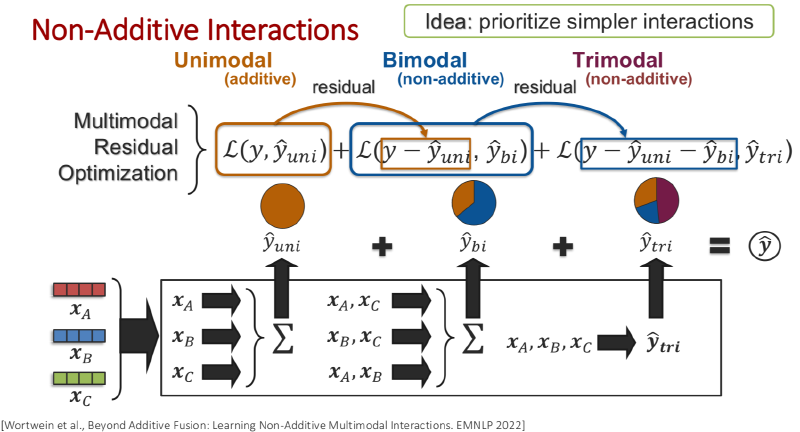 Non-Additive Interactions
Idea: prioritize simpler interactions
Unimodal
(additive)
Bimodal
(non-additive)
Trimodal
(non-additive)
residual
residual
Multimodal
Residual
Optimization
ℒ(y, ŷ_uni) + ℒ(y − ŷ_uni, ŷ_bi) + ℒ(y − ŷ_uni − ŷ_bi, ŷ_tri)
ŷ_uni + ŷ_bi + ŷ_tri = ŷ
x_A
x_B
x_C
x_A
x_B
x_C
Σ
x_A, x_C
x_B, x_C
x_A, x_B
Σ
x_A, x_B, x_C
ŷ_tri
[Wortwein et al., Beyond Additive Fusion: Learning Non-Additive Multimodal Interactions. EMNLP 2022]